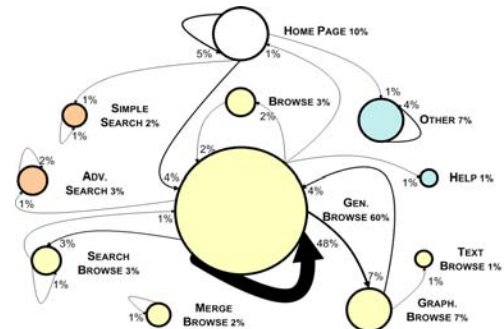 HOME PAGE 10%
5%
1%
1%
SIMPLE
SEARCH 2%
1%
BROWSE 3%
2%
1%
4%
OTHER 7%
2%
ADV.
SEARCH 3%
1%
2%
4%
1%
4%
GEN.
BROWSE 60%
1%
HELP 1%
3%
SEARCH
BROWSE 3%
1%
48%
7%
TEXT
BROWSE 1%
1%
MERGE
BROWSE 2%
1%
GRAPH.
BROWSE 7%